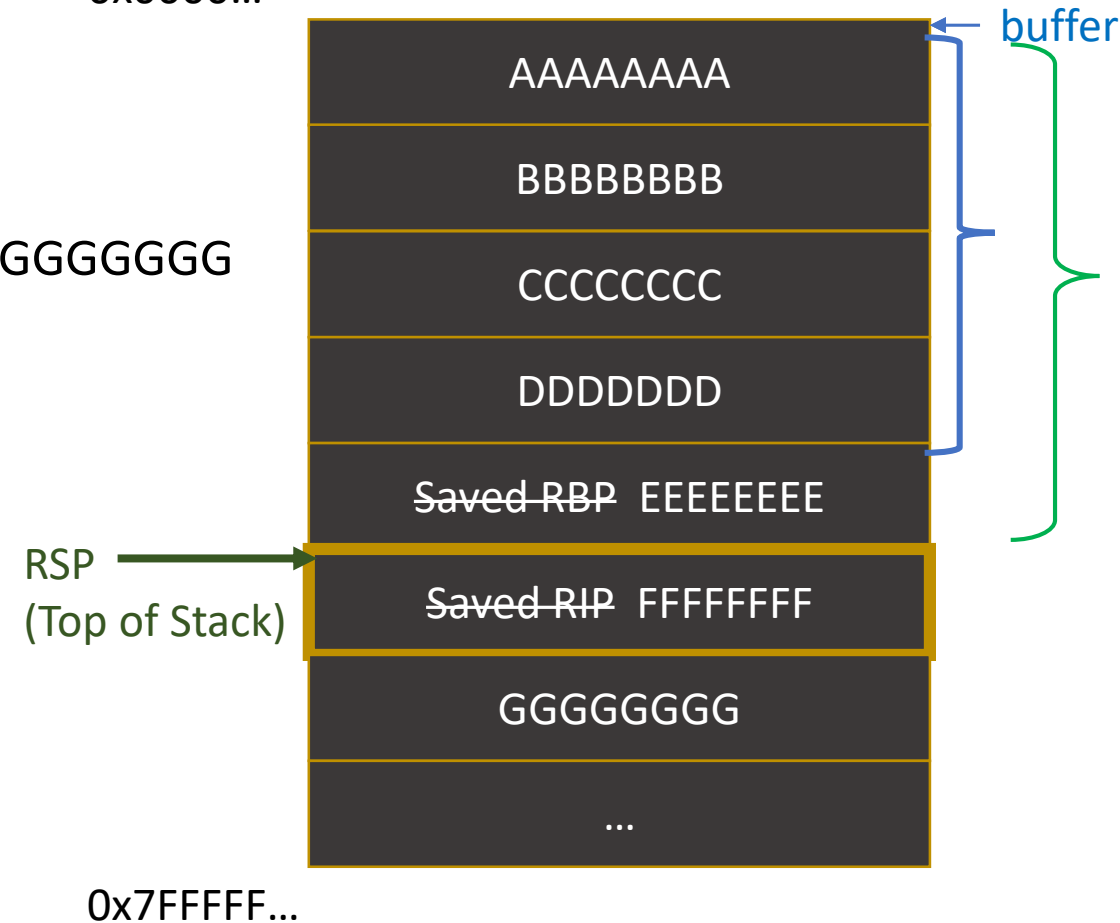 buffer
AAAAAAAA
BBBBBBBB
GGGGGGG
CCCCCCCC
DDDDDDD
Saved RBP EEEEEEEE
RSP
(Top of Stack)
Saved RIP FFFFFFFF
GGGGGGGG
…
0x7FFFFF…